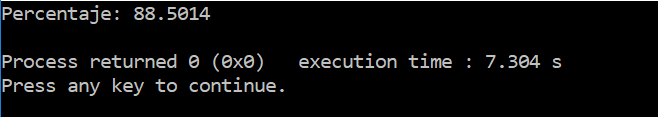 Percentaje: 88.5014
Process returned 0 (0x0)   execution time : 7.304 s
Press any key to continue.